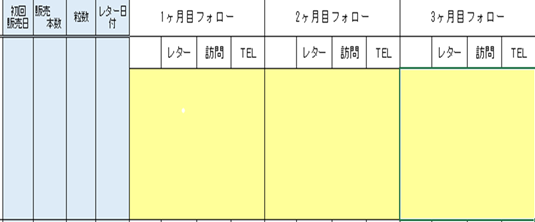 初回
販売日
販売
本数
粒数
レター日
付
1ヶ月目フォロー
2ヶ月目フォロー
3ヶ月目フォロー
レター 訪問 TEL
レター 訪問 TEL
レター 訪問 TEL